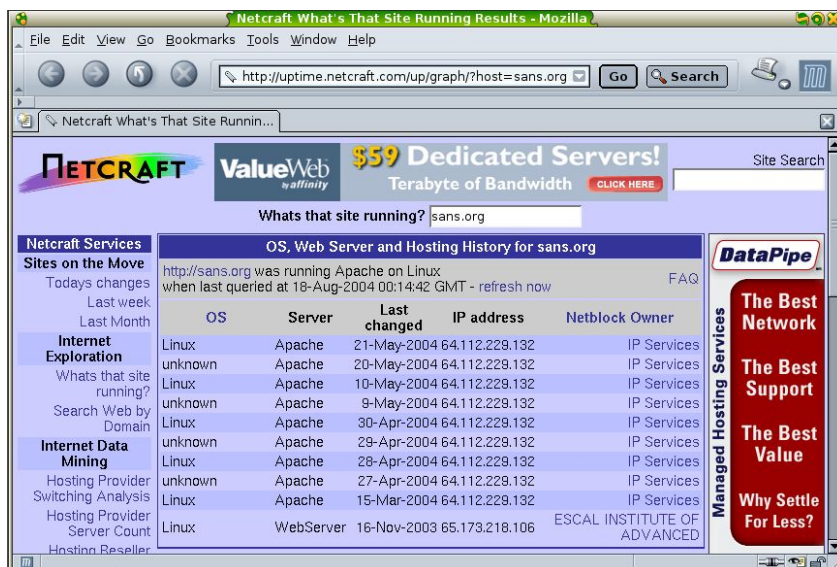 Netcraft What's That Site Running Results - Mozilla
File Edit View Go Bookmarks Tools Window Help
http://uptime.netcraft.com/up/graph/?host=sans.org Go Search
Netcraft What's That Site Runnin...
NETCRAFT
ValueWeb
by affinity
$59 Dedicated Servers!
Terabyte of Bandwidth CLICK HERE
Site Search
Whats that site running? sans.org
Netcraft Services
Sites on the Move
Todays changes
Last week
Last Month
Internet
Exploration
Whats that site
running?
Search Web by
Domain
Internet Data
Mining
Hosting Provider
Switching Analysis
Hosting Provider
Server Count
Hosting Reseller
OS, Web Server and Hosting History for sans.org
http://sans.org was running Apache on Linux
when last queried at 18-Aug-2004 00:14:42 GMT - refresh now FAQ
OS Server Last changed IP address Netblock Owner
Linux Apache 21-May-2004 64.112.229.132 IP Services
unknown Apache 20-May-2004 64.112.229.132 IP Services
Linux Apache 10-May-2004 64.112.229.132 IP Services
unknown Apache 9-May-2004 64.112.229.132 IP Services
Linux Apache 30-Apr-2004 64.112.229.132 IP Services
unknown Apache 29-Apr-2004 64.112.229.132 IP Services
Linux Apache 28-Apr-2004 64.112.229.132 IP Services
unknown Apache 27-Apr-2004 64.112.229.132 IP Services
Linux Apache 15-Mar-2004 64.112.229.132 IP Services
Linux WebServer 16-Nov-2003 65.173.218.106 ESCAL INSTITUTE OF
ADVANCED
DataPipe
Managed Hosting Services
The Best
Network
The Best
Support
The Best
Value
Why Settle
For Less?